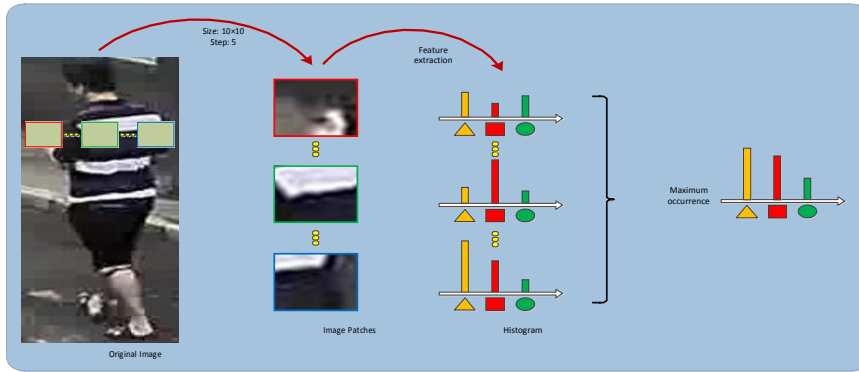 Size: 10×10
Step: 5
Feature
extraction
Maximum
occurrence
Image Patches
Histogram
Original Image